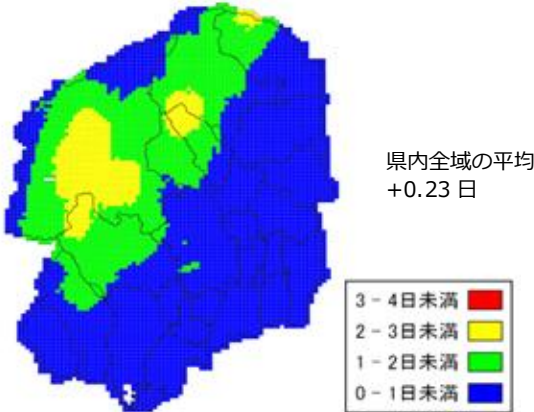 県内全域の平均
+0.23 日
3 - 4日未満
2 - 3日未満
1 - 2日未満
0 - 1日未満